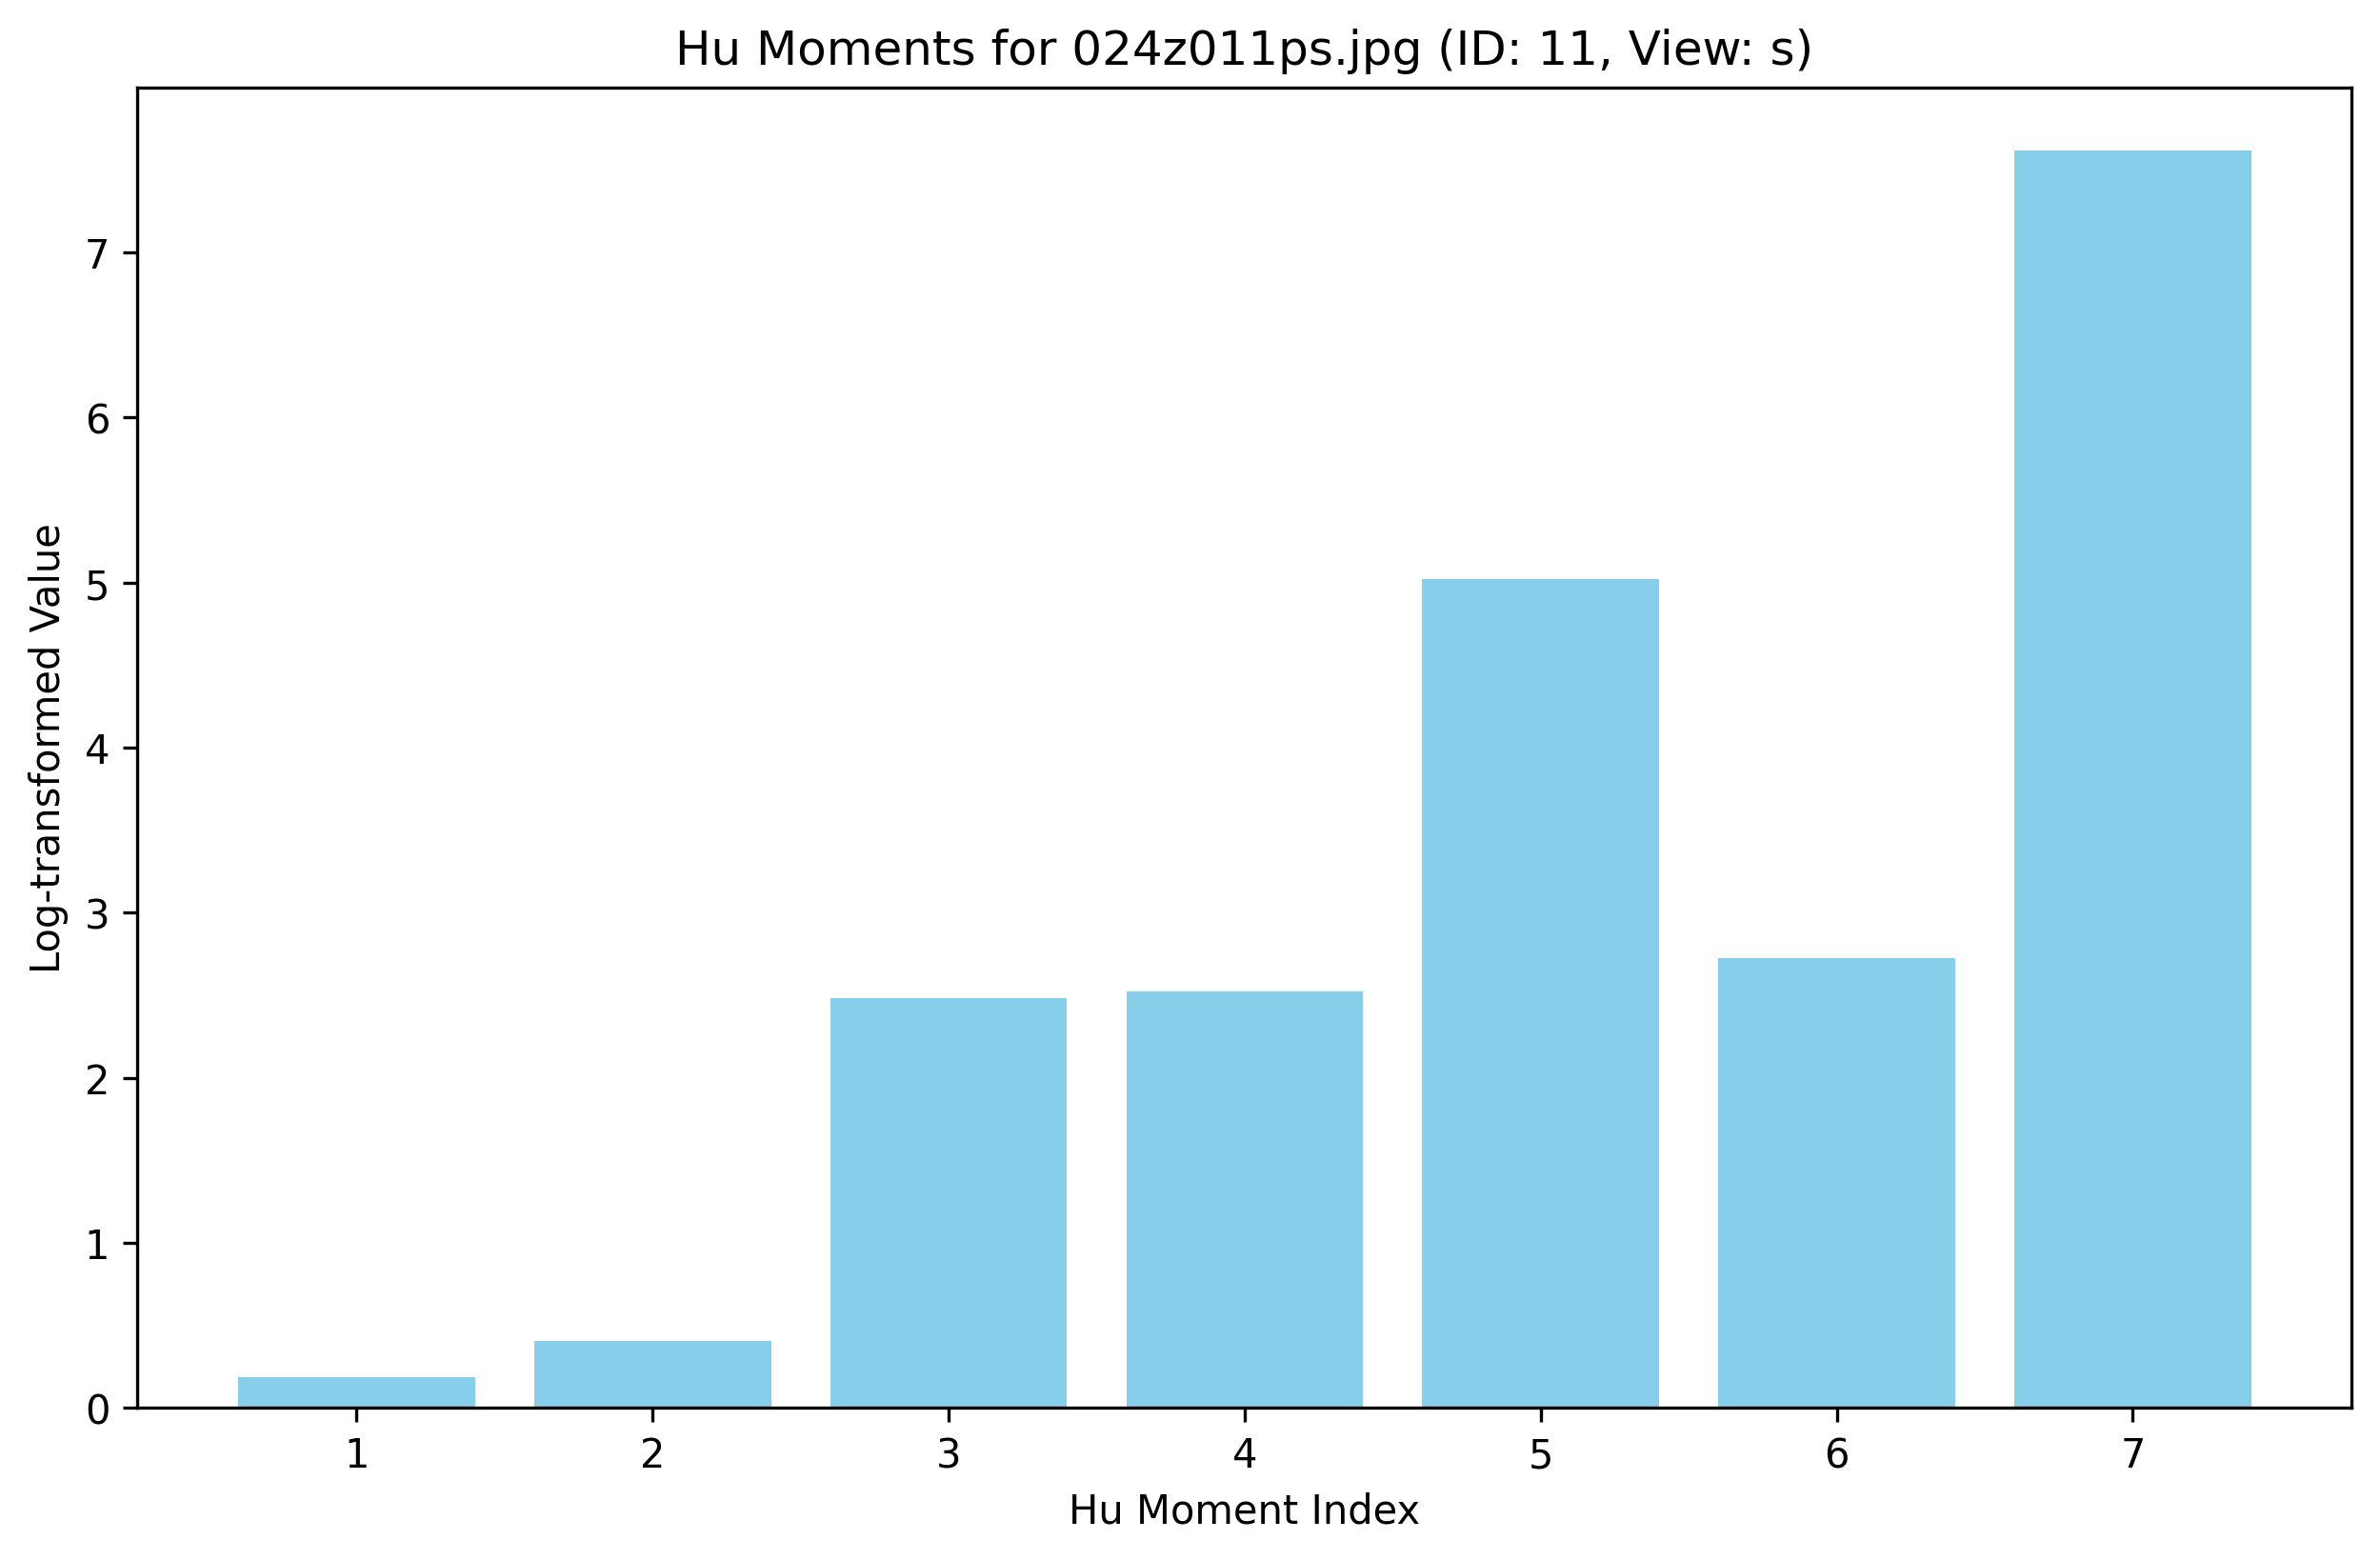 Hu Moments for 024z011ps.jpg (ID: 11, View: s)
Log-transformed Value
7
6
5
4
3
2
1
0
1 2 3 4 5 6 7
Hu Moment Index